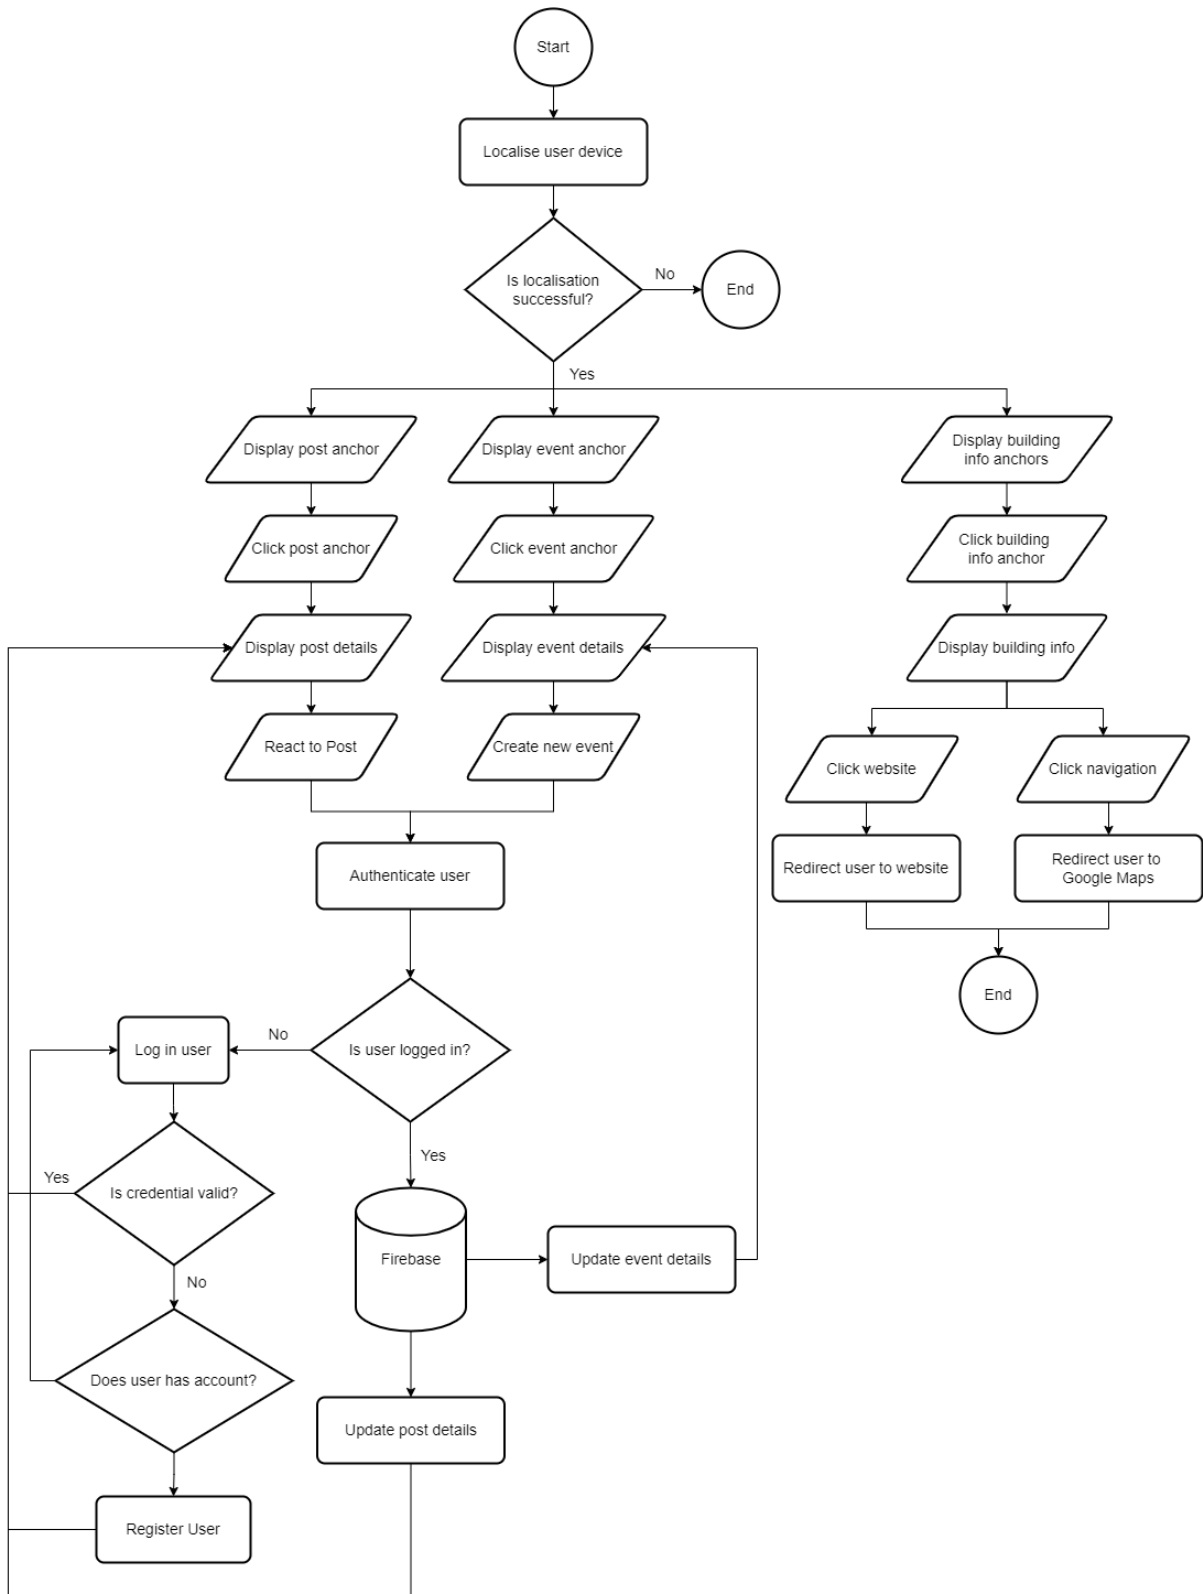 Start
Localise user device
Is localisation
successful?
No
End
Yes
Display post anchor
Display event anchor
Display building
info anchors
Click post anchor
Click event anchor
Click building
info anchor
Display post details
Display event details
Display building info
React to Post
Create new event
Click website
Click navigation
Authenticate user
Redirect user to website
Redirect user to
Google Maps
End
Is user logged in?
No
Log in user
Yes
Yes
Is credential valid?
Firebase
Update event details
No
Does user has account?
Update post details
Register User